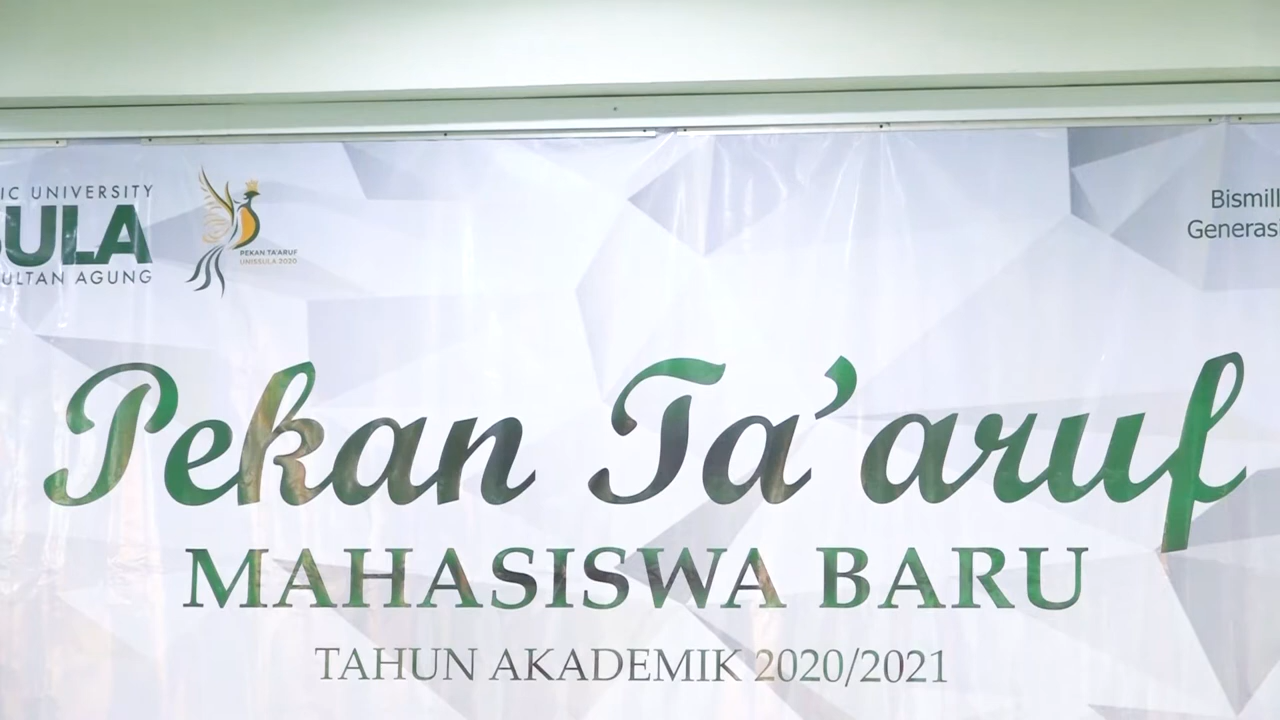 IC UNIVERSITY
SULA
ULTAN AGUNG
PEKAN TA'ARUF
UNISSULA 2020
Bismill
Generasi
Pekan Ta'aruf
MAHASISWA BARU
TAHUN AKADEMIK 2020/2021